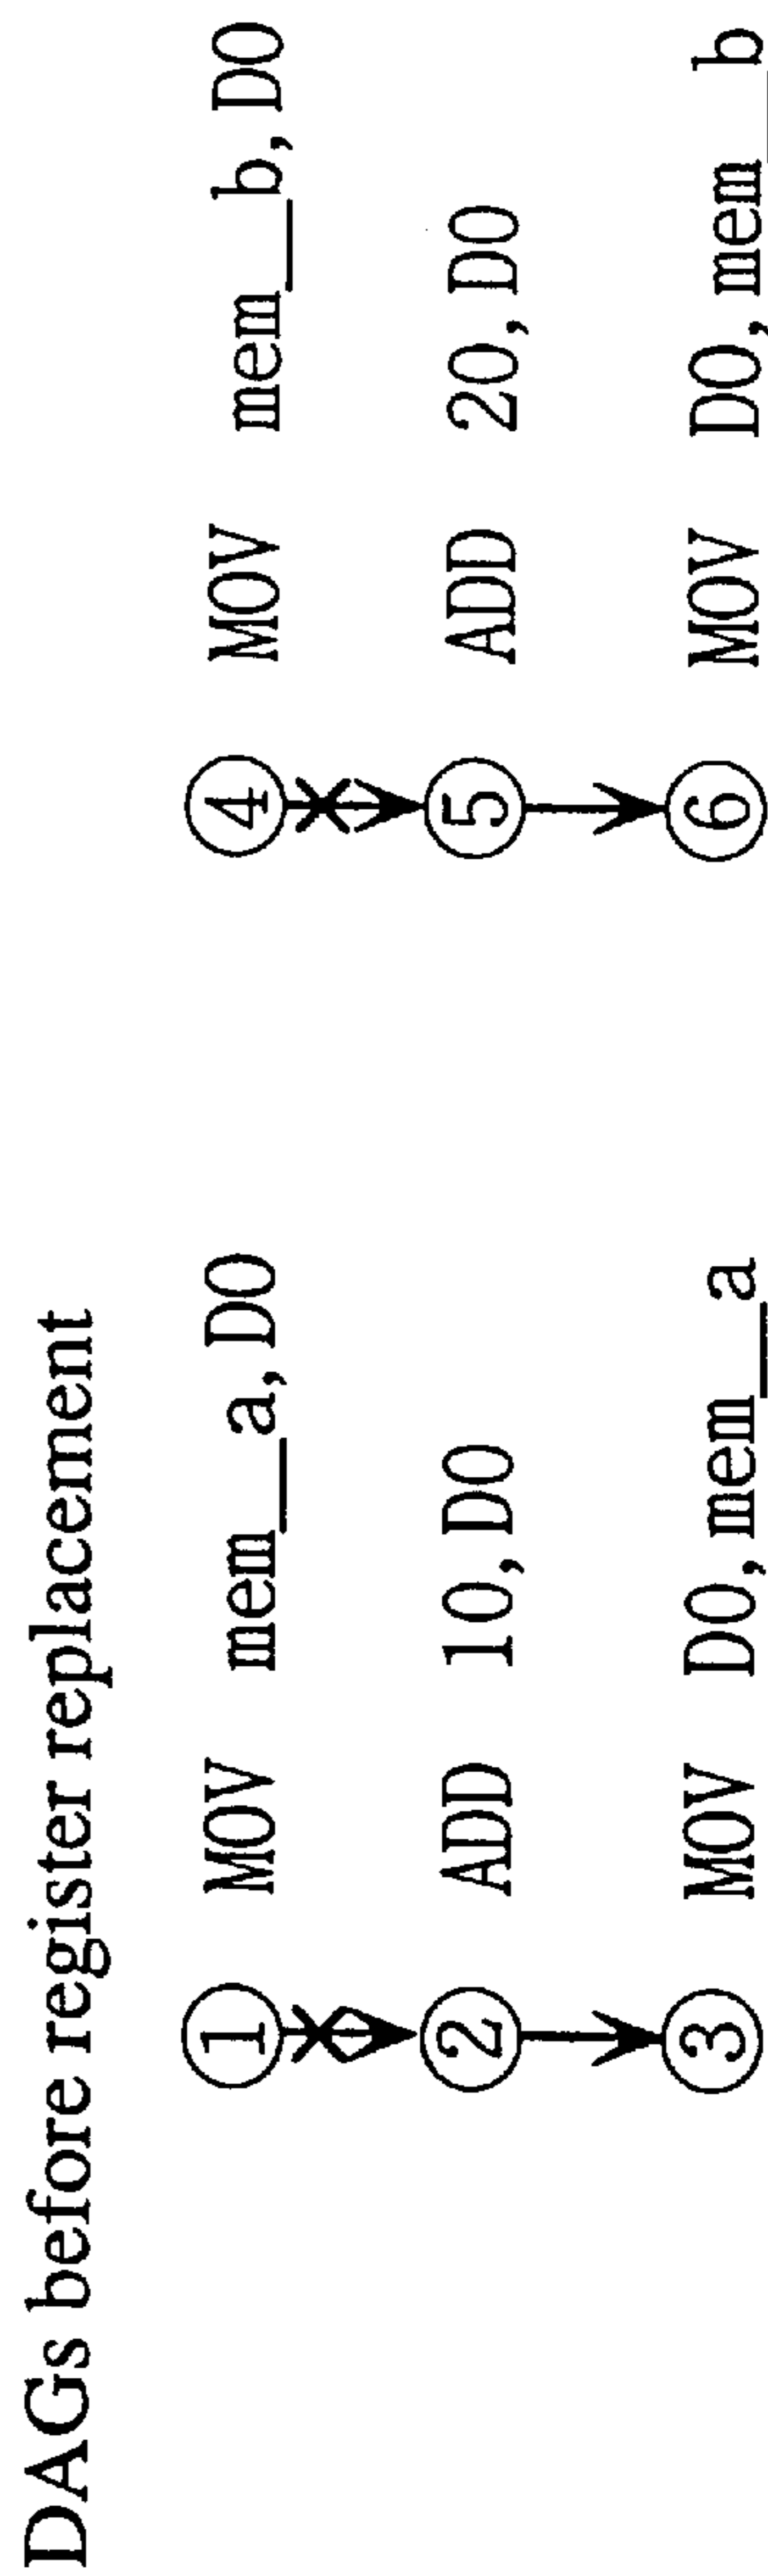 DAGs before register replacement
① MOV mem__a, D0 ④ MOV mem__b, D0
② ADD 10, D0 ⑤ ADD 20, D0
③ MOV D0, mem__a ⑥ MOV D0, mem__b